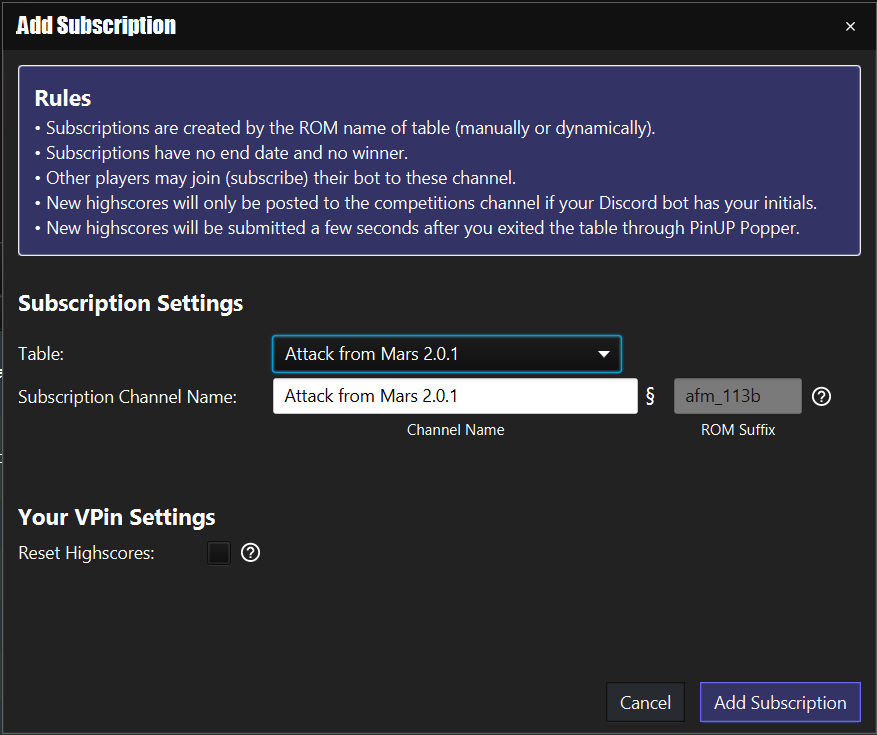 Add Subscription
×
Rules
• Subscriptions are created by the ROM name of table (manually or dynamically).
• Subscriptions have no end date and no winner.
• Other players may join (subscribe) their bot to these channel.
• New highscores will only be posted to the competitions channel if your Discord bot has your initials.
• New highscores will be submitted a few seconds after you exited the table through PinUP Popper.
Subscription Settings
Table: Attack from Mars 2.0.1
Subscription Channel Name: Attack from Mars 2.0.1 § afm_113b ?
Channel Name ROM Suffix
Your VPin Settings
Reset Highscores: ?
Cancel Add Subscription